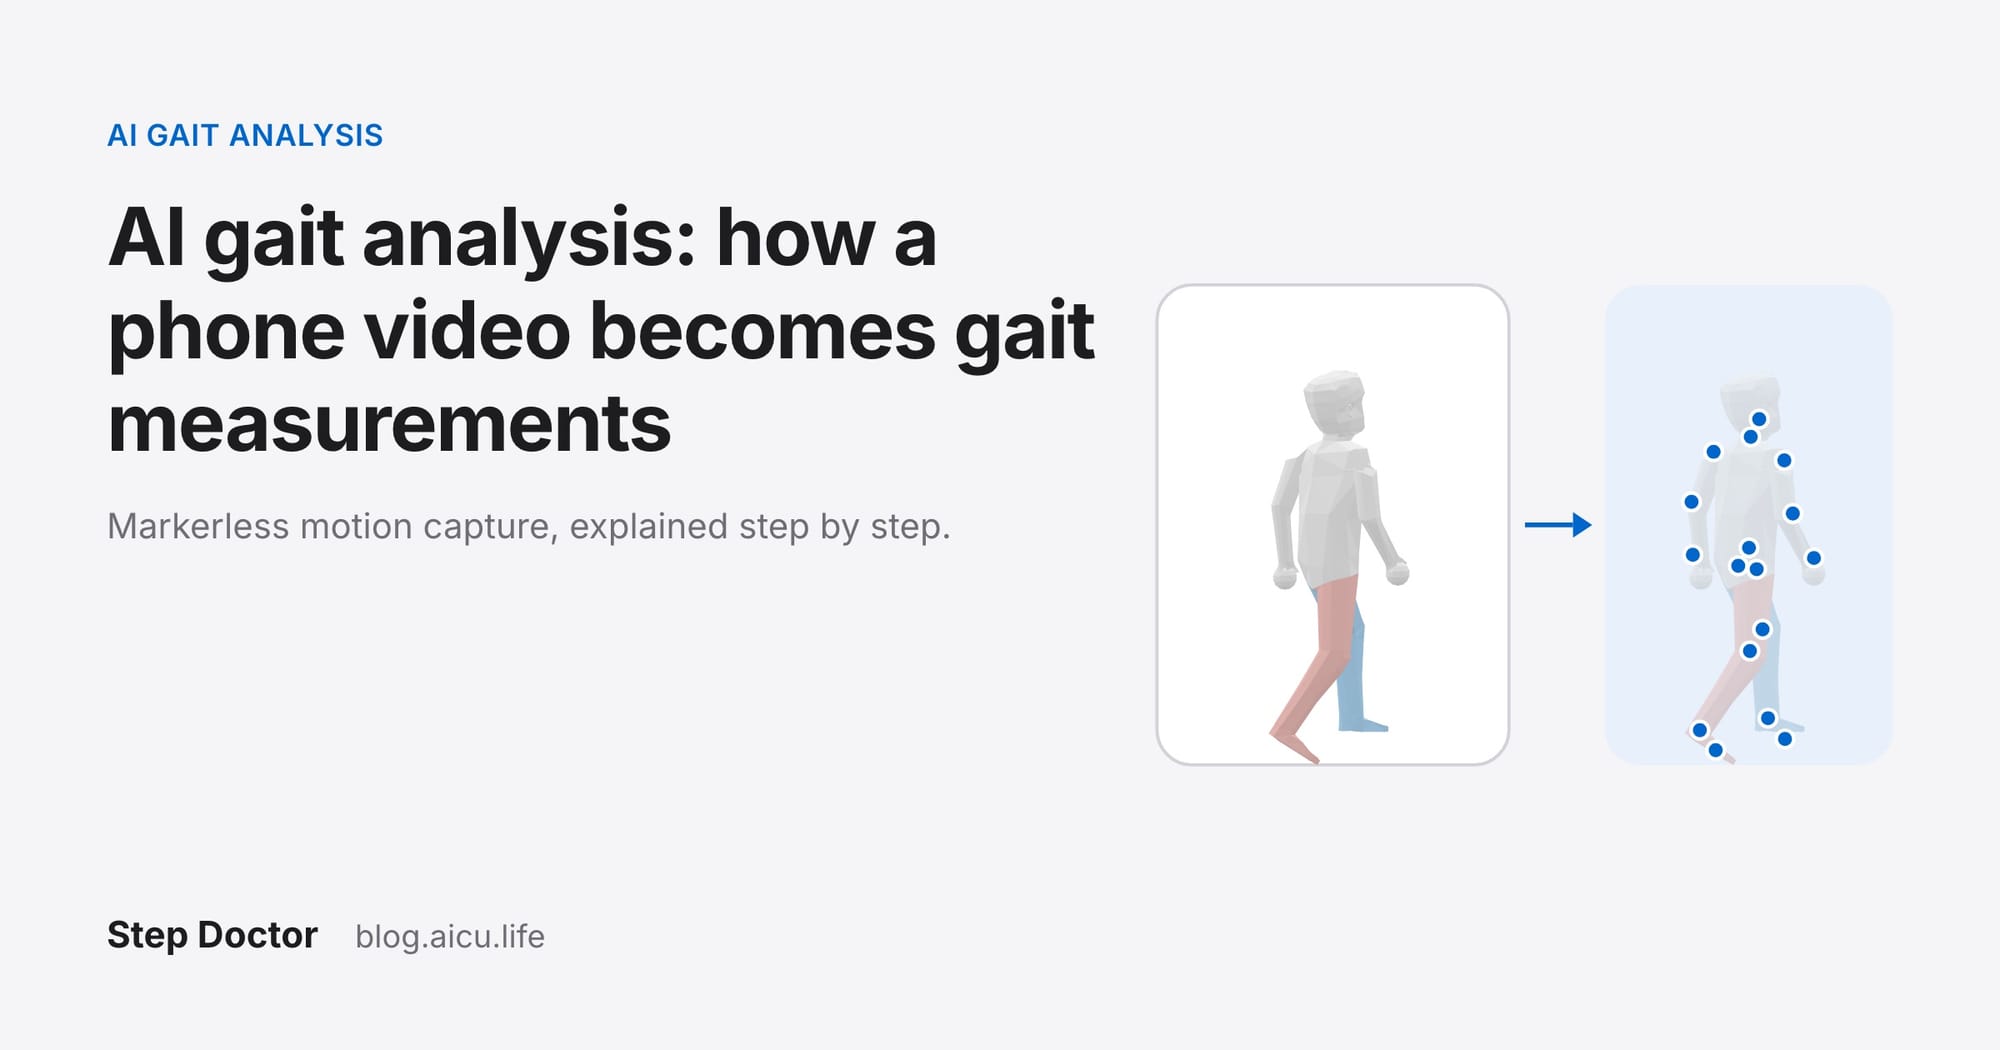 AI GAIT ANALYSIS
AI gait analysis: how a
phone video becomes gait
measurements
Markerless motion capture, explained step by step.
Step Doctor blog.aicu.life